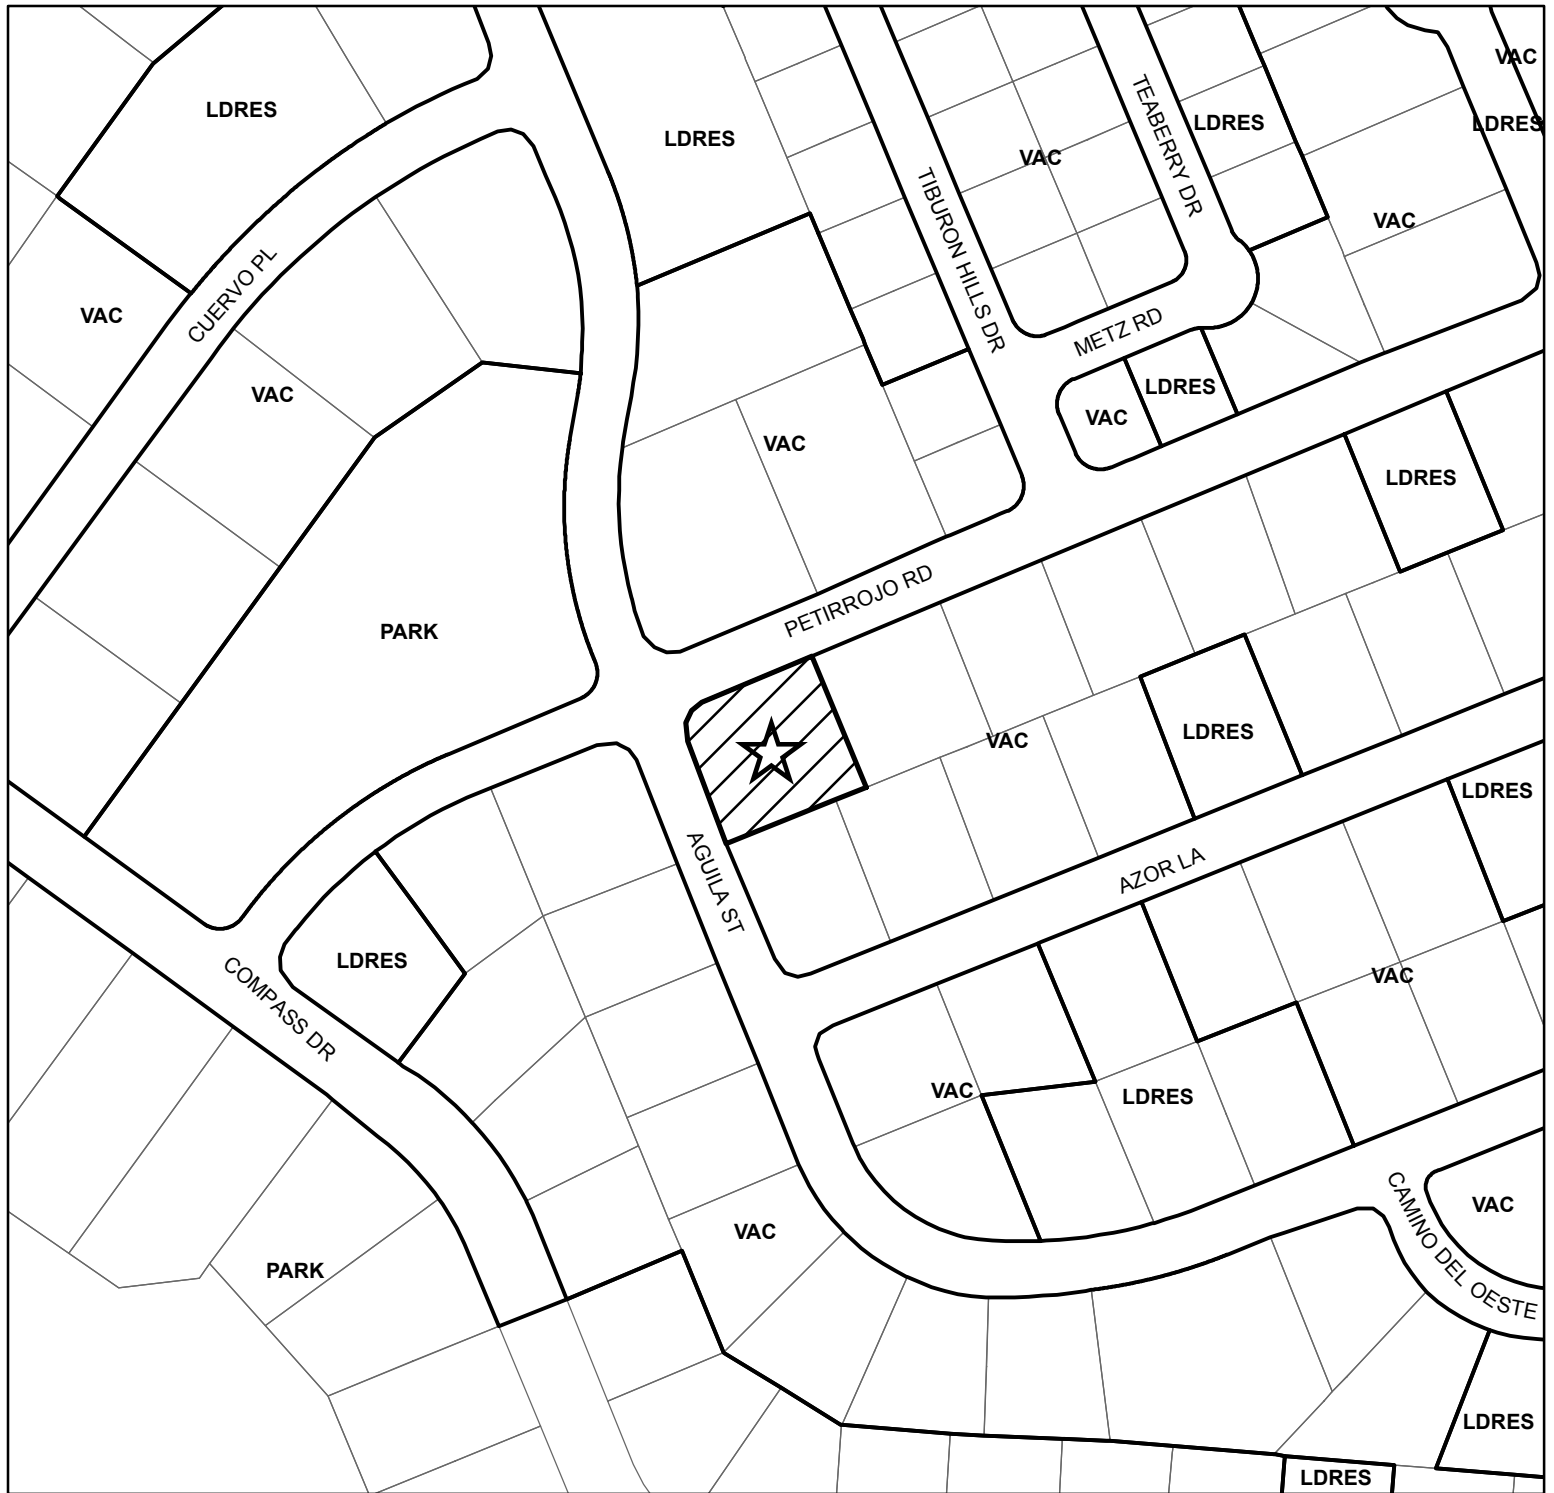 VAC
LDRES
LDRES
LDRES
LDRES
VAC
TEABERRY DR
VAC
TIBURON HILLS DR
CUERVO PL
VAC
METZ RD
LDRES
VAC
VAC
VAC
LDRES
PETIRROJO RD
PARK
LDRES
VAC
LDRES
AGUILA ST
AZOR LA
LDRES
VAC
COMPASS DR
VAC
LDRES
VAC
VAC
CAMINO DEL OESTE
PARK
LDRES
LDRES